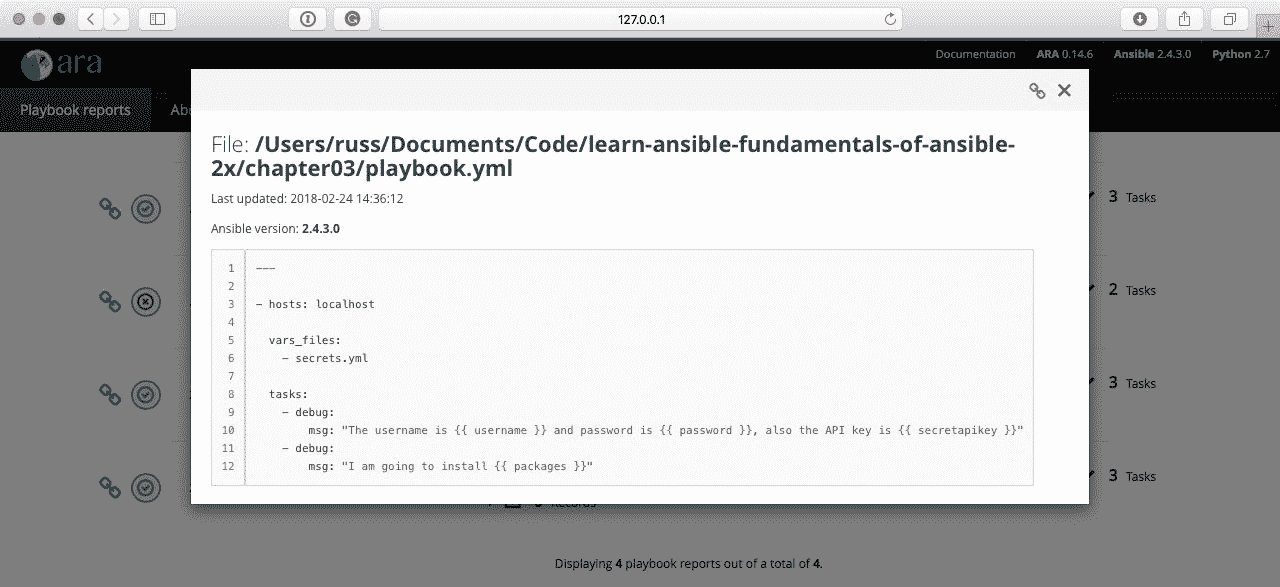 127.0.0.1
ara
Documentation ARA 0.14.6 Ansible 2.4.3.0 Python 2.7
Playbook reports
File: /Users/russ/Documents/Code/learn-ansible-fundamentals-of-ansible-
2x/chapter03/playbook.yml
Last updated: 2018-02-24 14:36:12
Ansible version: 2.4.3.0
1 ---
2
3 - hosts: localhost
4
5 vars_files:
6 - secrets.yml
7
8 tasks:
9 - debug:
10 msg: "The username is {{ username }} and password is {{ password }}, also the API key is {{ secretapikey }}"
11 - debug:
12 msg: "I am going to install {{ packages }}"
3 Tasks
2 Tasks
3 Tasks
3 Tasks
Displaying 4 playbook reports out of a total of 4.